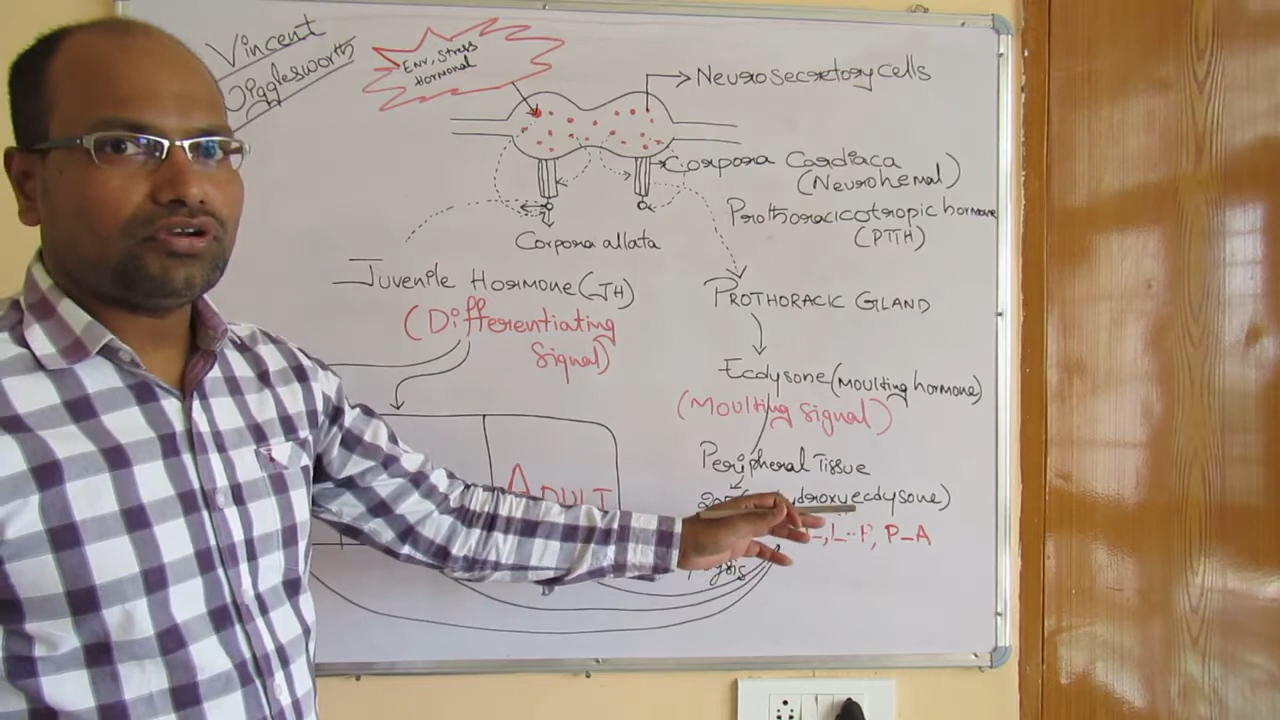 Vincent
Wigglesworth
Env, Stress
Hormonal
Neurosecretory cells
Corpora Cardiaca
(Neurohemal)
Prothoracicotropic hormone
(PTTH)
Corpora allata
Juvenile Hormone (JH)
(Differentiating
Signal)
PROTHORACIC GLAND
Ecdysone (Moulting hormone)
(Moulting Signal)
Peripheral Tissue
ADULT
P-A